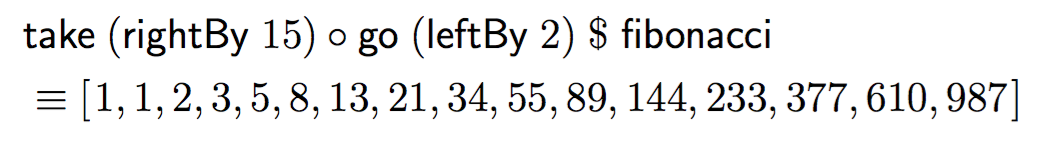 take (rightBy 15) ∘ go (leftBy 2) $ fibonacci
≡ [1, 1, 2, 3, 5, 8, 13, 21, 34, 55, 89, 144, 233, 377, 610, 987]